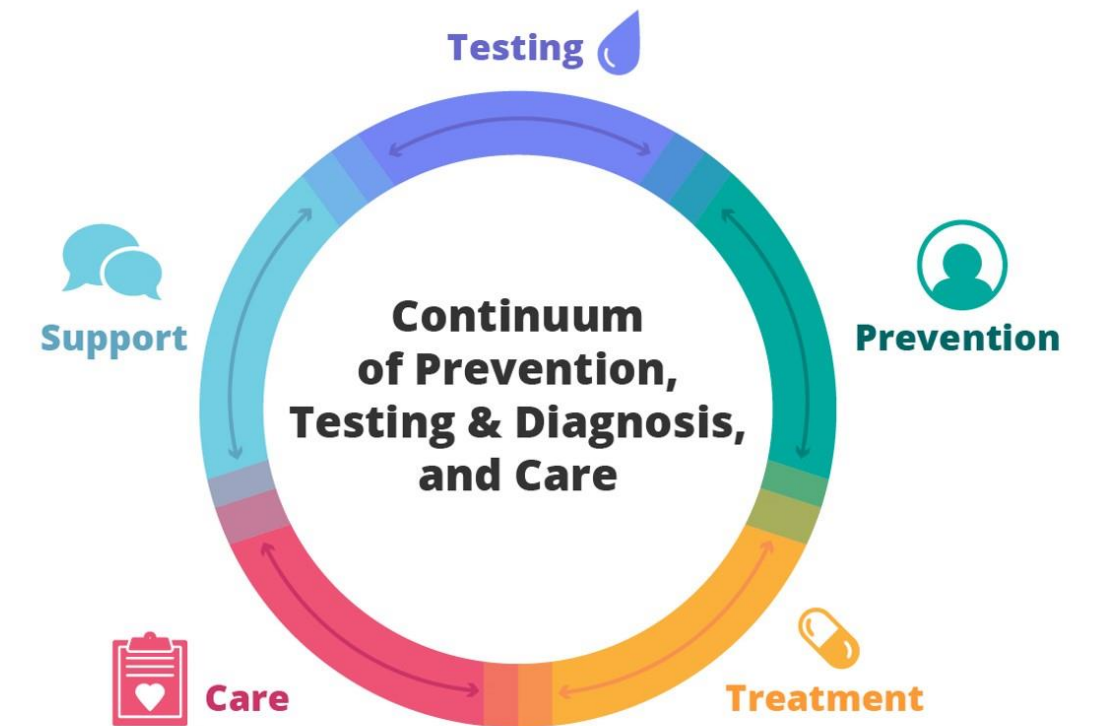 Testing
Support
Prevention
Continuum
of Prevention,
Testing & Diagnosis,
and Care
Care
Treatment